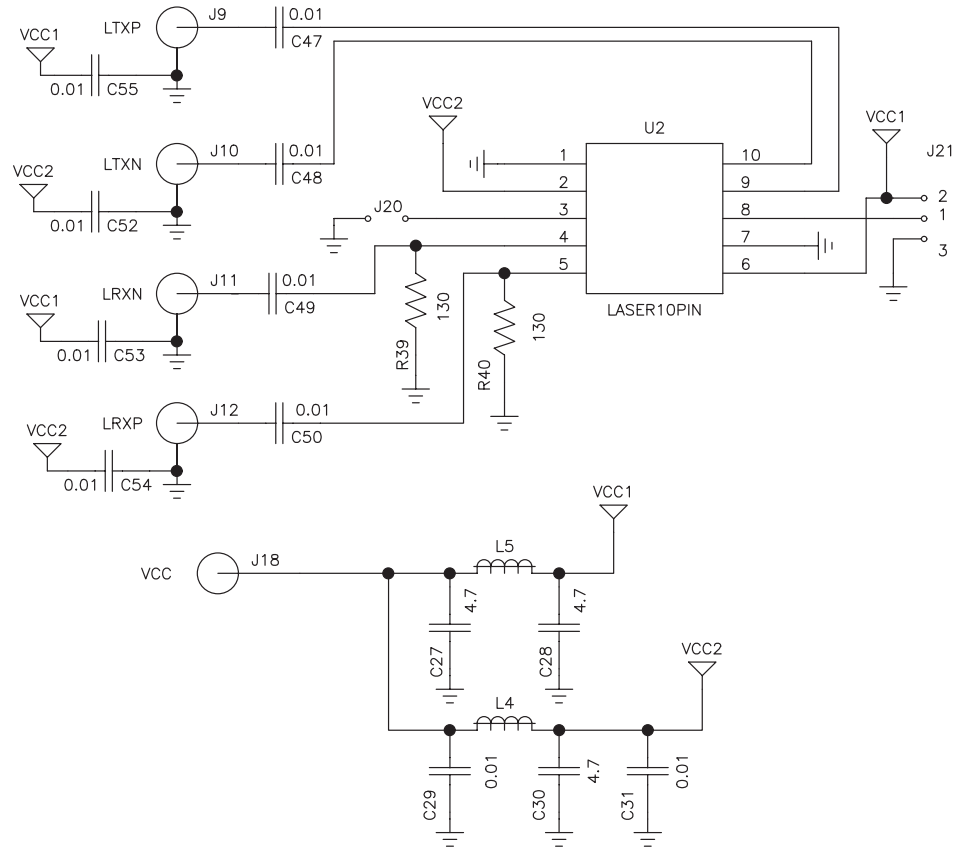 LTXP
J9
0.01
C47
VCC1
0.01
C55
VCC2
U2
VCC1
J21
LTXN
J10
0.01
C48
VCC2
0.01
C52
1
2
3
4
5
10
9
8
7
6
2
1
3
J20
LASER10PIN
LRXN
J11
0.01
C49
VCC1
0.01
C53
130
R39
130
R40
LRXP
J12
0.01
C50
VCC2
0.01
C54
VCC1
VCC
J18
L5
4.7
C27
4.7
C28
VCC2
L4
0.01
C29
4.7
C30
0.01
C31